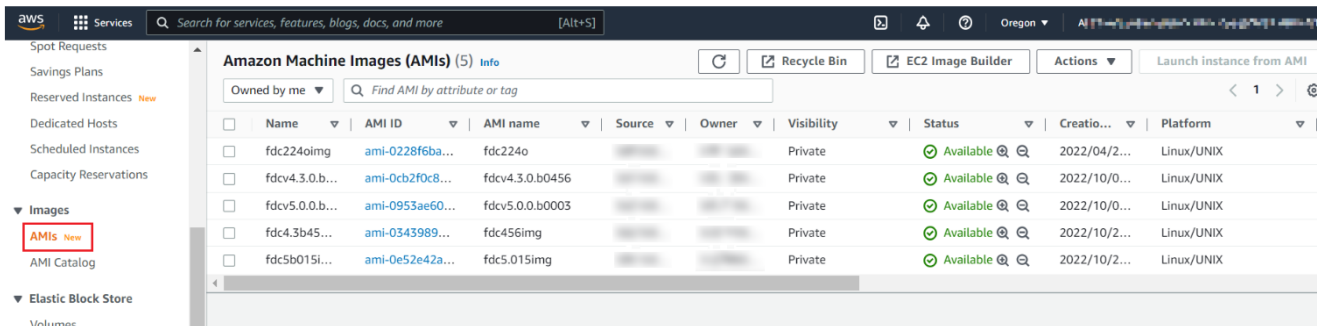 aws Services Search for services, features, blogs, docs, and more [Alt+S] Oregon
Spot Requests
Savings Plans
Reserved Instances New
Dedicated Hosts
Scheduled Instances
Capacity Reservations
Images
AMIs New
AMI Catalog
Elastic Block Store
Volumes
Amazon Machine Images (AMIs) (5) Info Recycle Bin EC2 Image Builder Actions Launch instance from AMI
Owned by me Find AMI by attribute or tag 1
Name AMI ID AMI name Source Owner Visibility Status Creatio... Platform
fdc224oimg ami-0228f6ba... fdc224o Private Available 2022/04/2... Linux/UNIX
fdcv4.3.0.b... ami-0cb2f0c8... fdcv4.3.0.b0456 Private Available 2022/10/0... Linux/UNIX
fdcv5.0.0.b... ami-0953ae60... fdcv5.0.0.b0003 Private Available 2022/10/0... Linux/UNIX
fdc4.3b45... ami-0343989... fdc456img Private Available 2022/10/2... Linux/UNIX
fdc5b015i... ami-0e52e42a... fdc5.015img Private Available 2022/10/2... Linux/UNIX